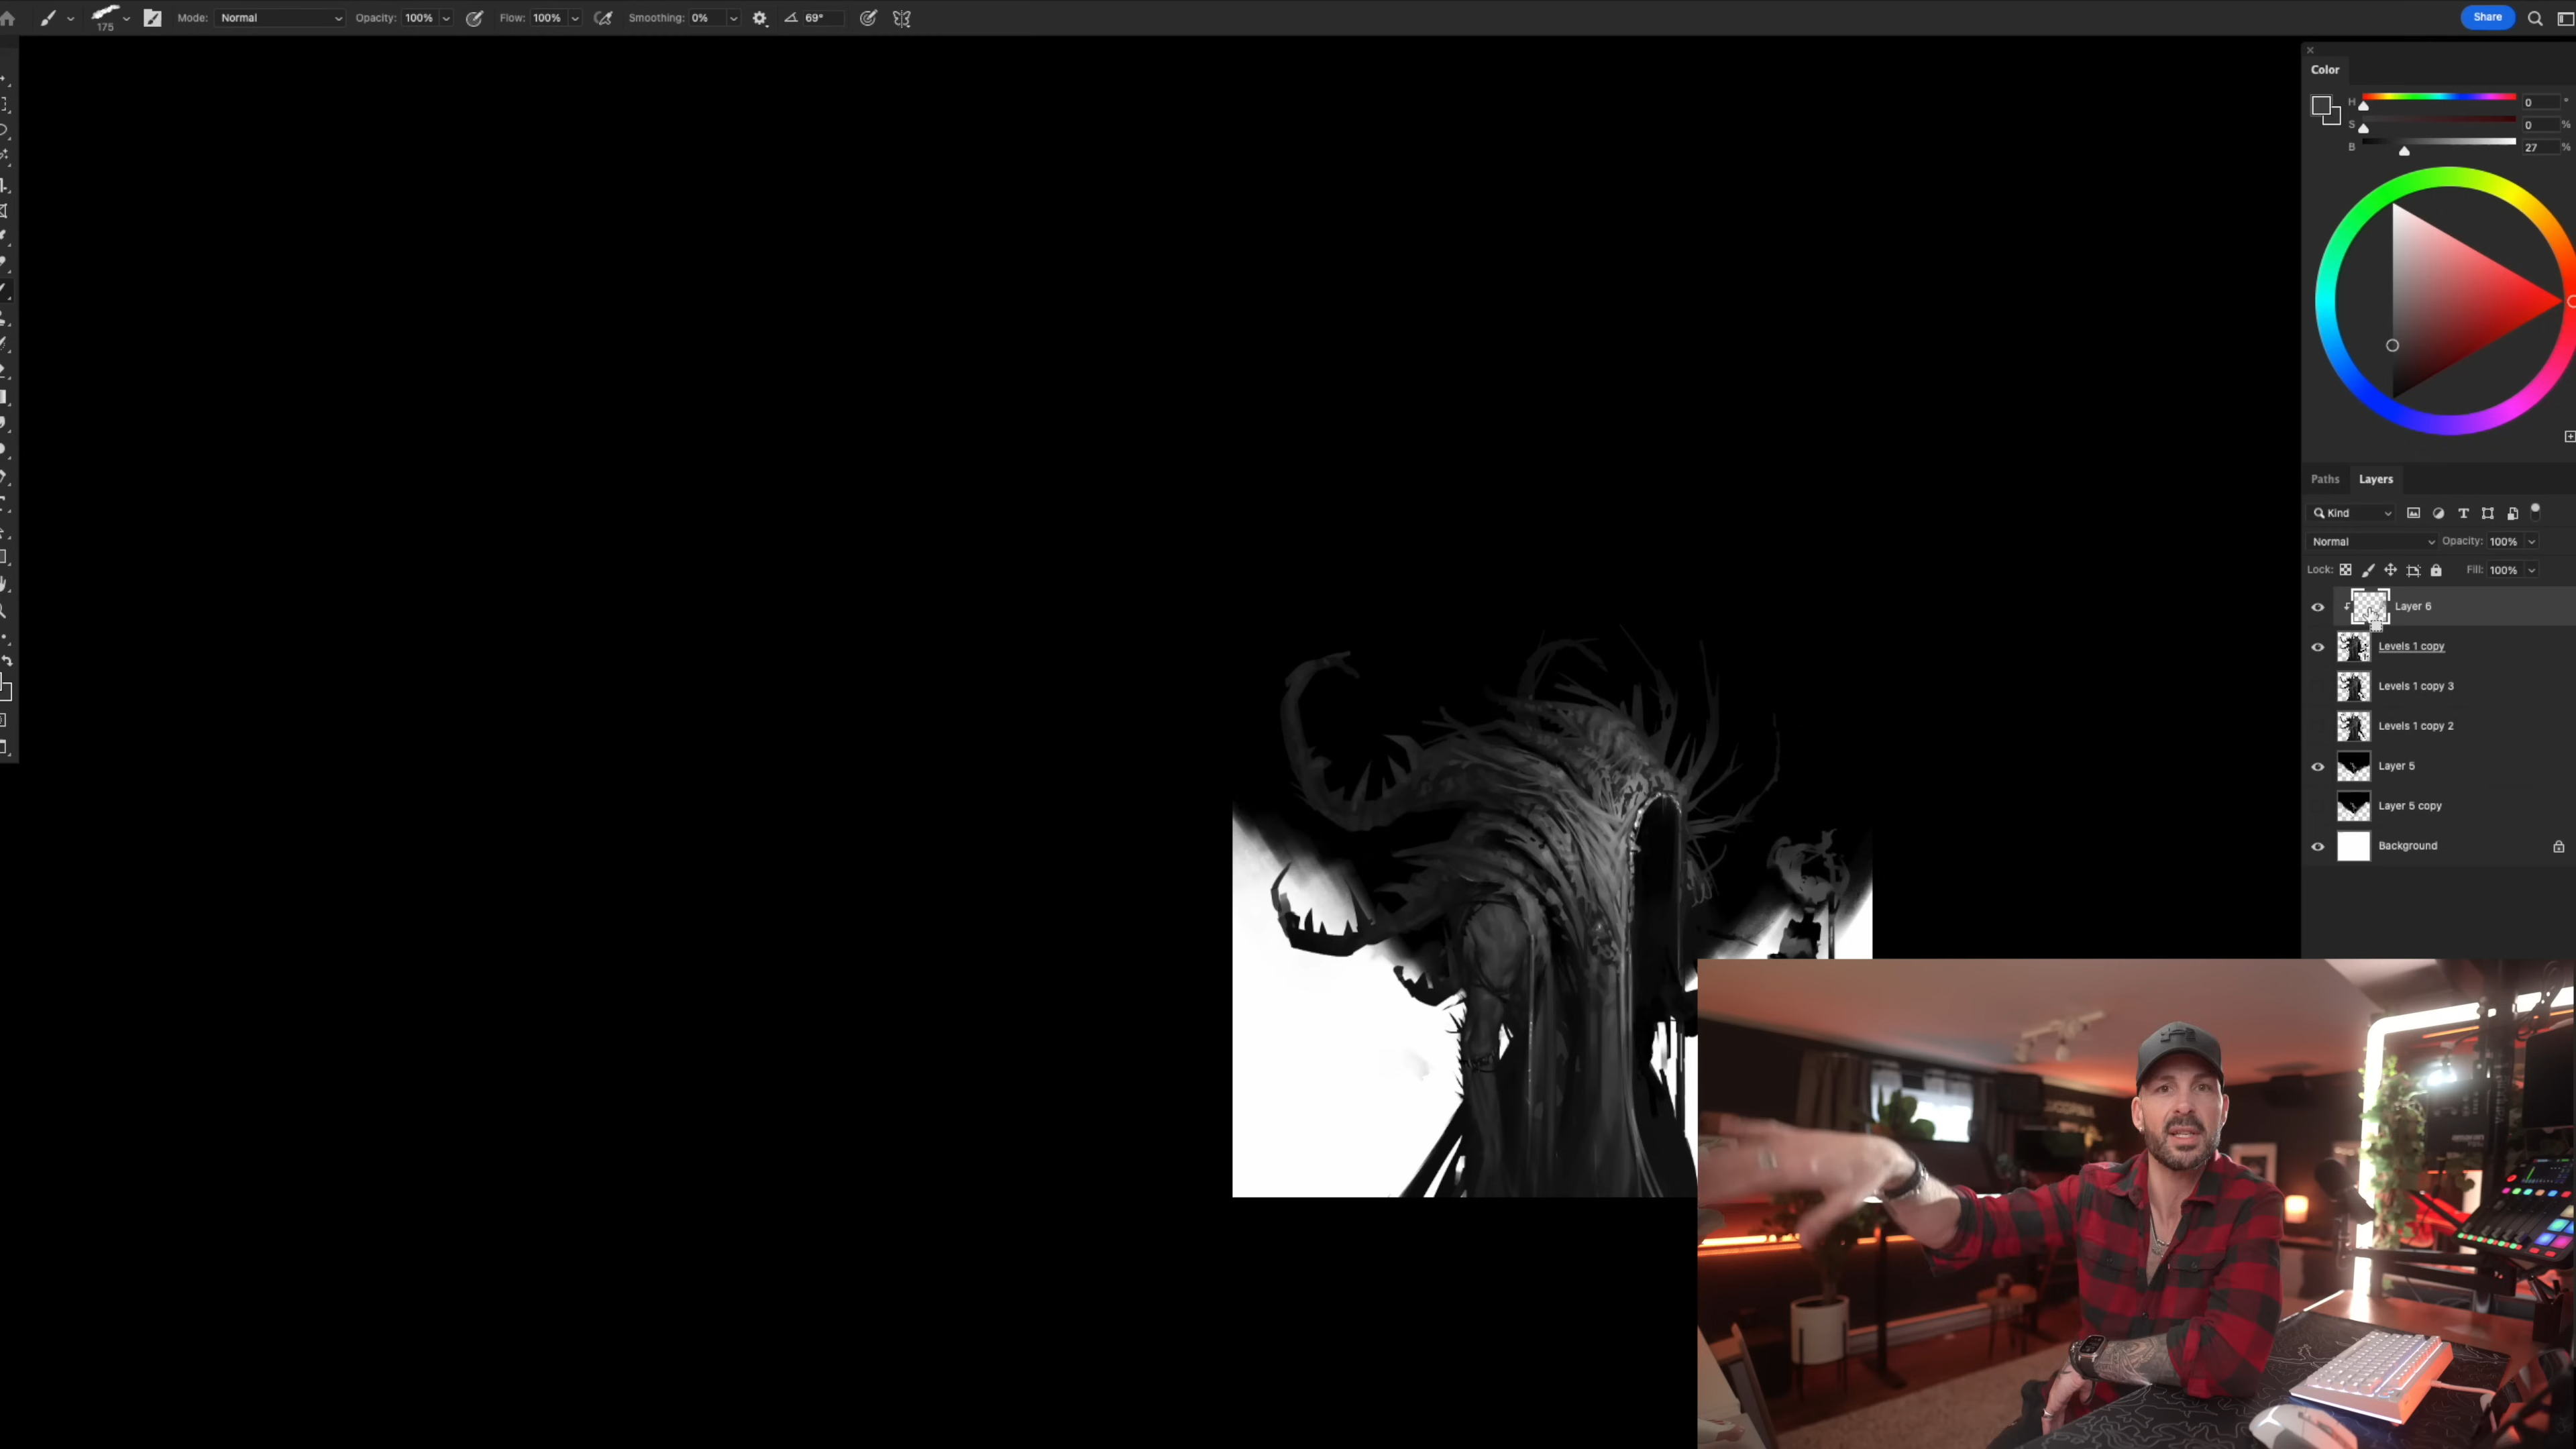 175 Mode: Normal Opacity: 100% Flow: 100% Smoothing: 0% 69° Share
Color
H 0 °
S 0 %
B 27 %
Paths Layers
Kind
Normal Opacity: 100%
Lock: Fill: 100%
Layer 6
Levels 1 copy
Levels 1 copy 3
Levels 1 copy 2
Layer 5
Layer 5 copy
Background